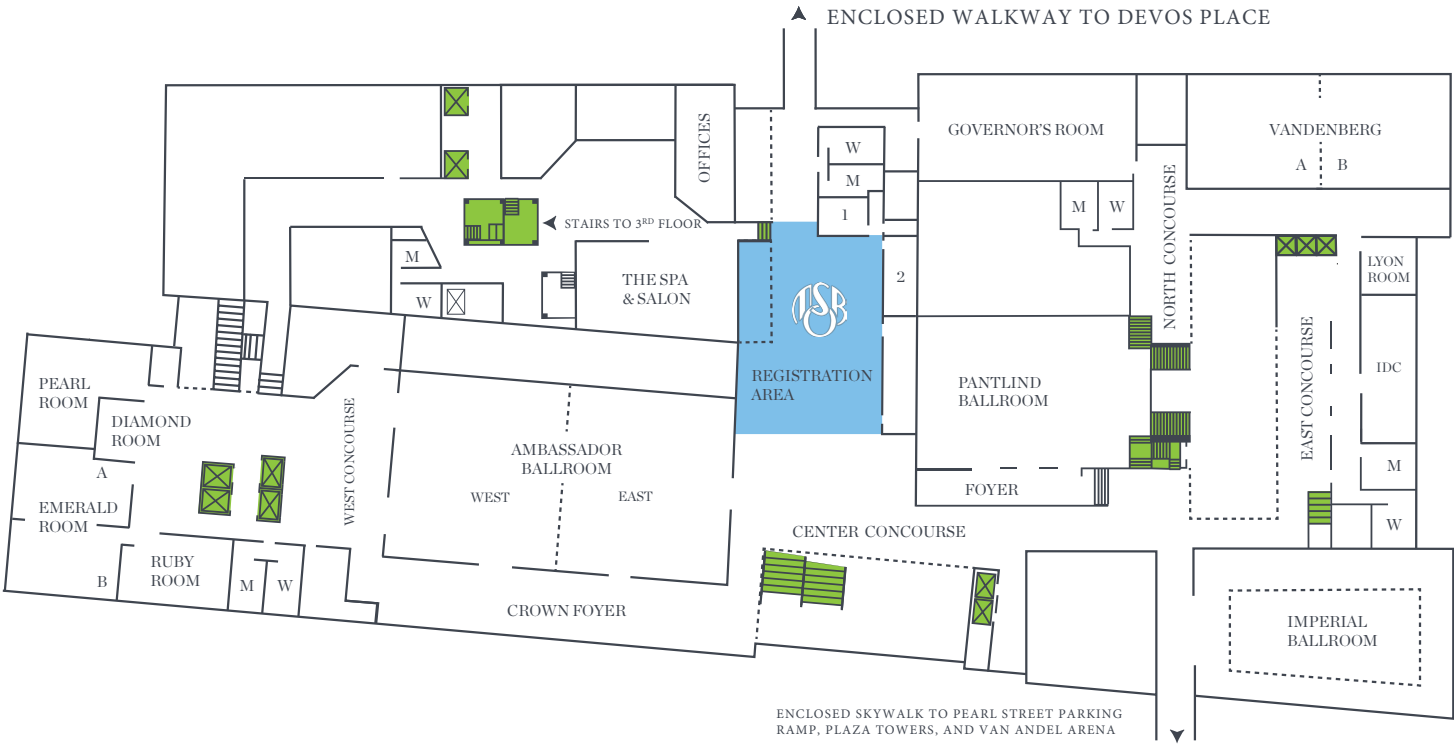 ENCLOSED WALKWAY TO DEVOS PLACE
OFFICES
W
M
1
2
GOVERNOR'S ROOM
VANDENBERG
A
B
M
W
NORTH CONCOURSE
STAIRS TO 3RD FLOOR
M
W
THE SPA
& SALON
REGISTRATION
AREA
LYON
ROOM
IDC
EAST CONCOURSE
M
W
PANTLIND
BALLROOM
FOYER
PEARL
ROOM
DIAMOND
ROOM
A
EMERALD
ROOM
B
RUBY
ROOM
M
W
WEST CONCOURSE
AMBASSADOR
BALLROOM
WEST
EAST
CROWN FOYER
CENTER CONCOURSE
IMPERIAL
BALLROOM
ENCLOSED SKYWALK TO PEARL STREET PARKING
RAMP, PLAZA TOWERS, AND VAN ANDEL ARENA